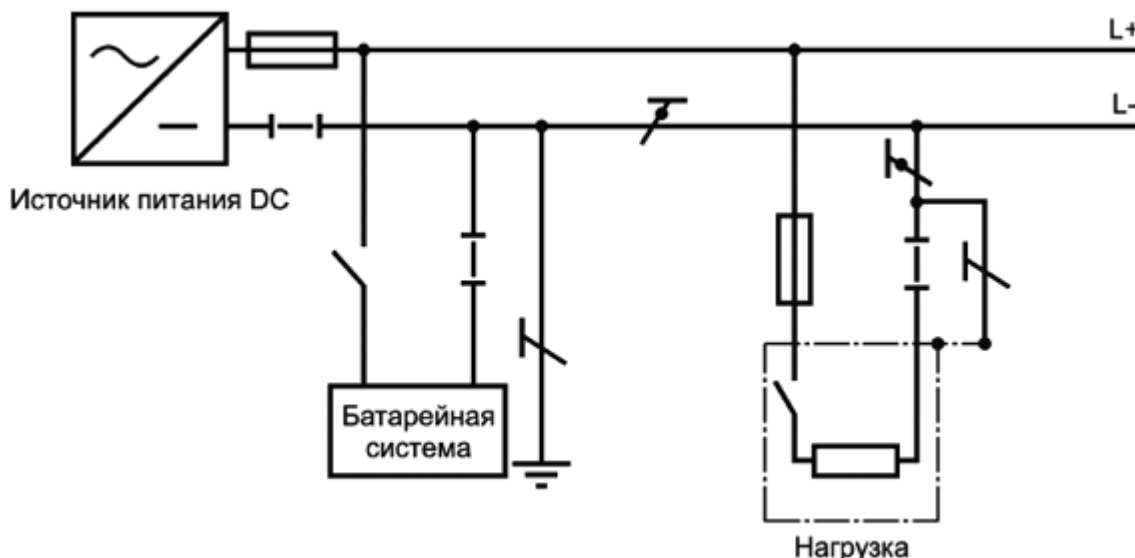 L+
L-
Источник питания DC
Батарейная
система
Нагрузка